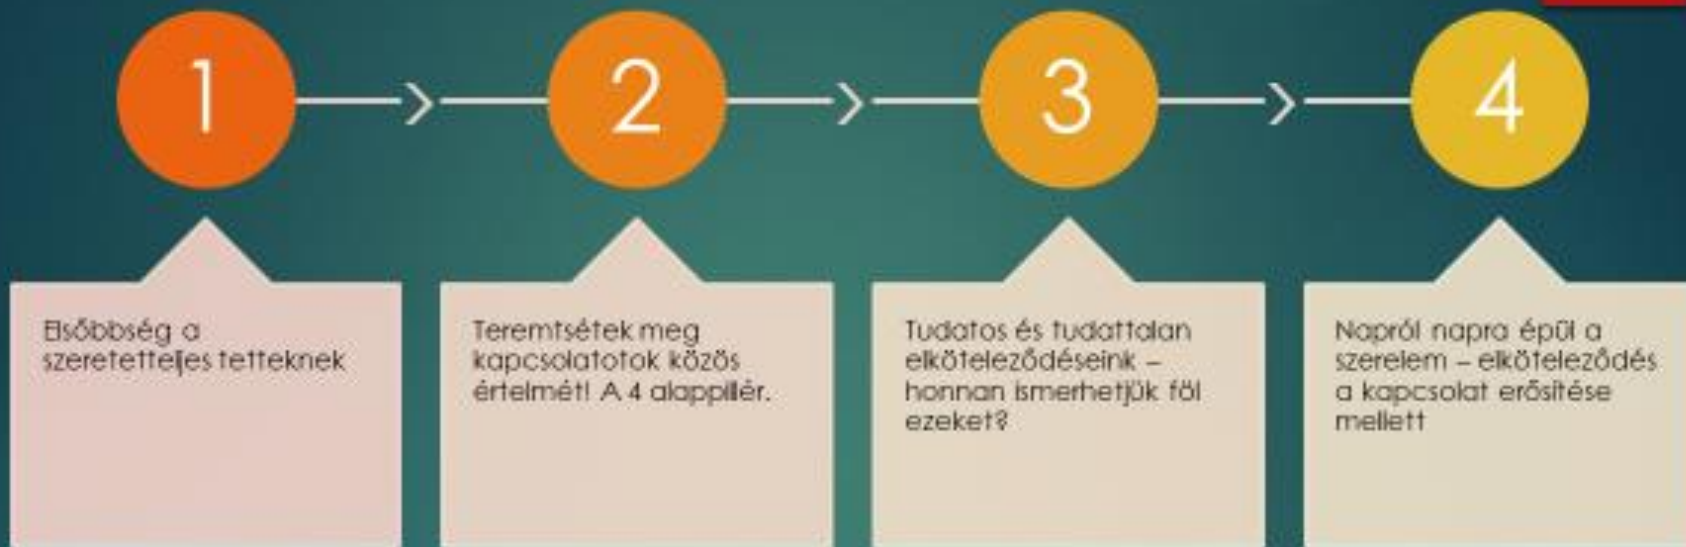 1
2
3
4
Elsőbbség a
szeretetteljes tetteknek
Teremtsétek meg
kapcsolatotok közös
értelmét! A 4 alappillér.
Tudatos és tudattalan
elköteleződéseink –
honnan ismerhetjük föl
ezeket?
Napról napra épül a
szerelem – elköteleződés
a kapcsolat erősítése
mellett